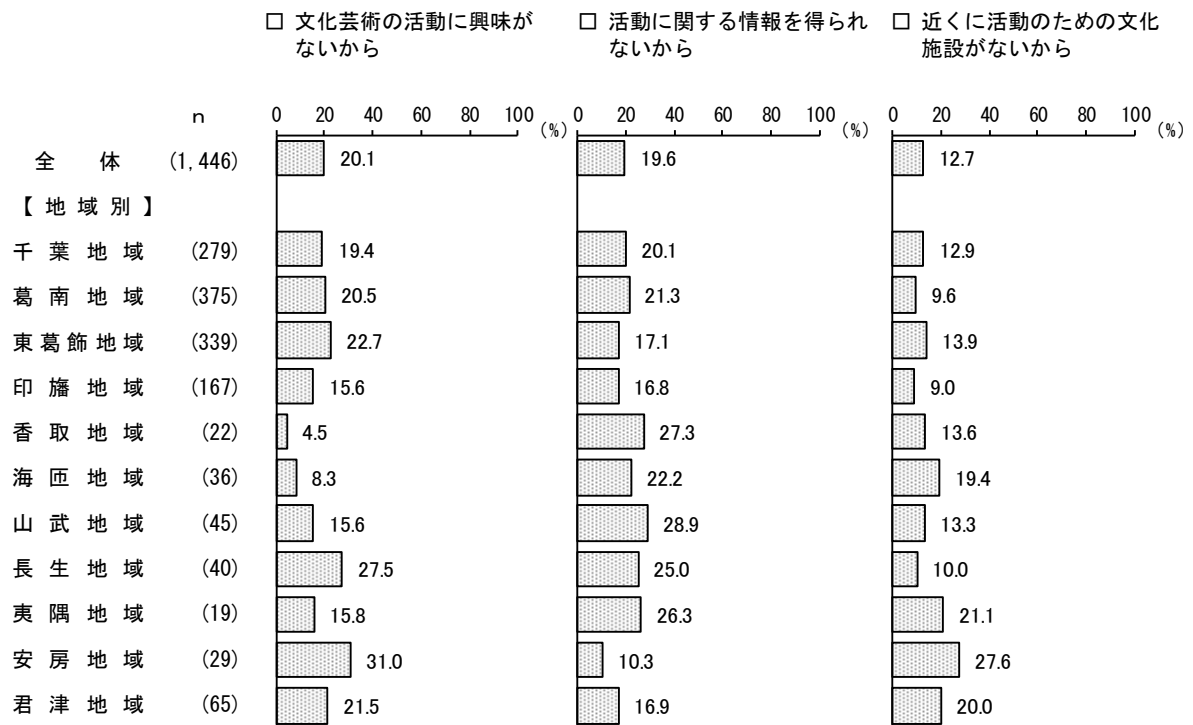 □ 文化芸術の活動に興味が
ないから
□ 活動に関する情報を得られ
ないから
□ 近くに活動のための文化
施設がないから
n
0 20 40 60 80 100 (%)
0 20 40 60 80 100 (%)
0 20 40 60 80 100 (%)
全体 (1,446) 20.1 19.6 12.7
【地域別】
千葉地域 (279) 19.4 20.1 12.9
葛南地域 (375) 20.5 21.3 9.6
東葛飾地域 (339) 22.7 17.1 13.9
印旛地域 (167) 15.6 16.8 9.0
香取地域 (22) 4.5 27.3 13.6
海匝地域 (36) 8.3 22.2 19.4
山武地域 (45) 15.6 28.9 13.3
長生地域 (40) 27.5 25.0 10.0
夷隅地域 (19) 15.8 26.3 21.1
安房地域 (29) 31.0 10.3 27.6
君津地域 (65) 21.5 16.9 20.0